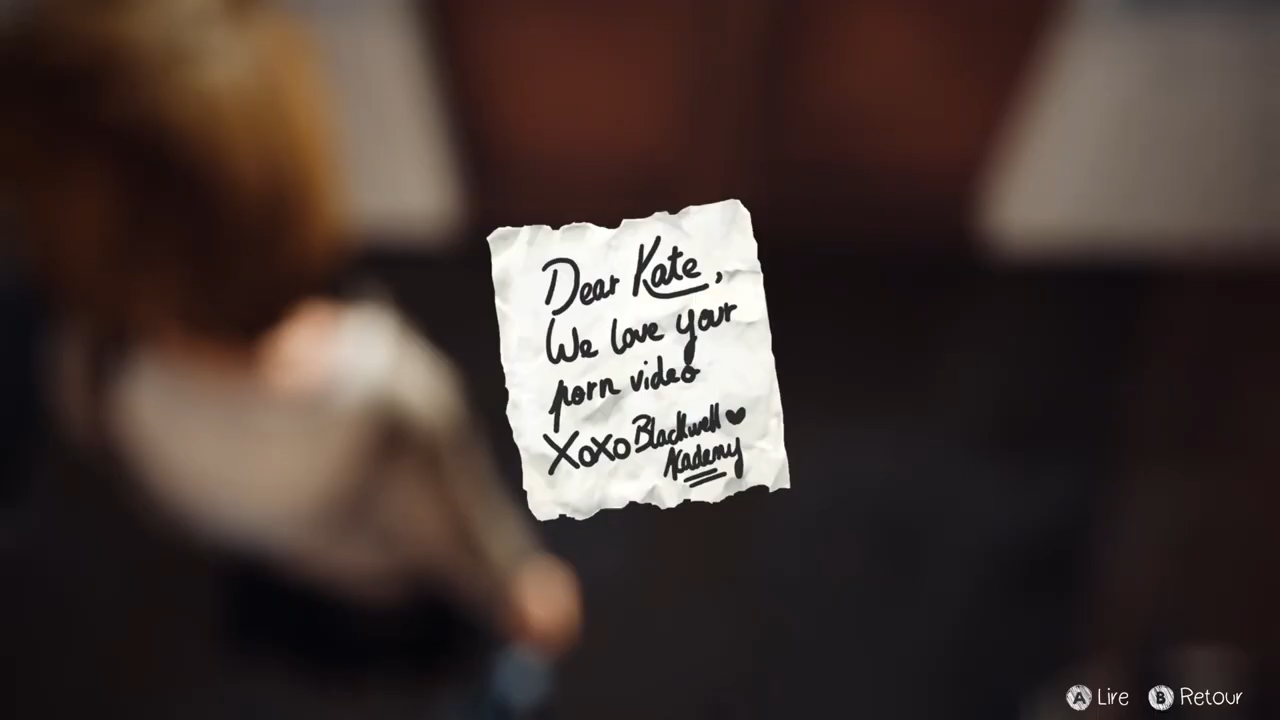 Dear Kate,
We love your
porn video
XoXo Blackwell ♥
Academy
A Lire B Retour